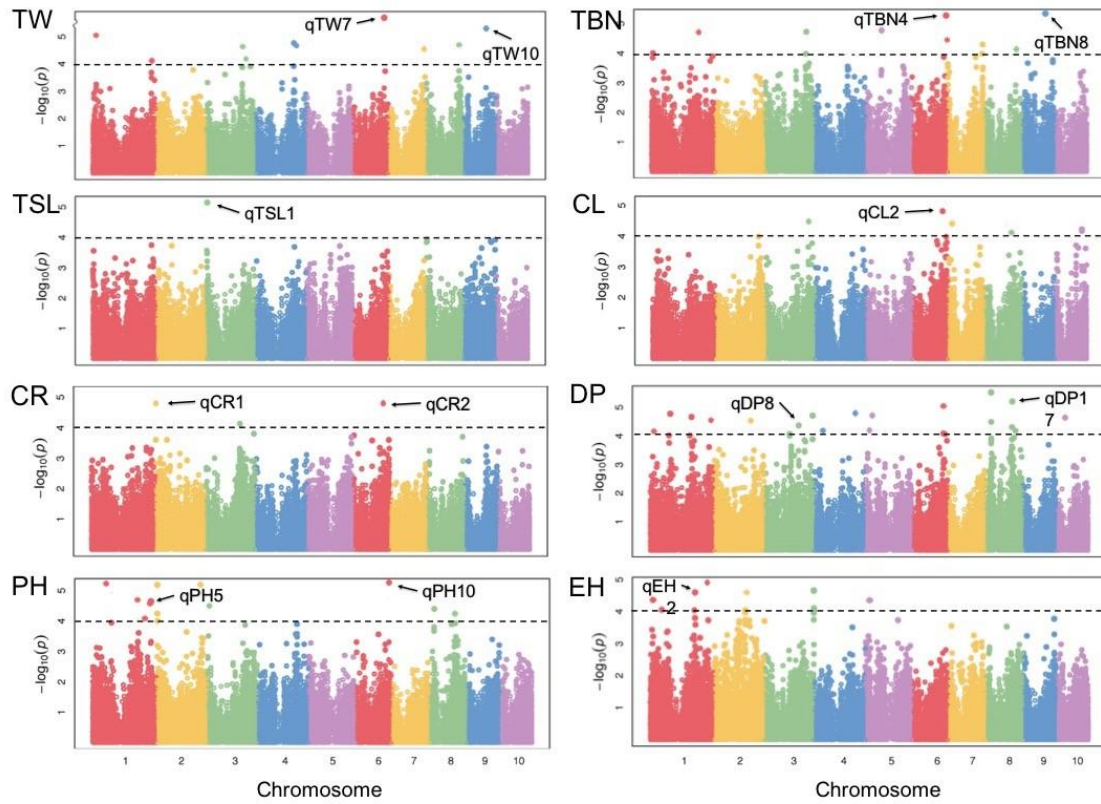 TW
qTW7
qTW10
−log₁₀(p)
5
4
3
2
1
TBN
qTBN4
qTBN8
−log₁₀(p)
5
4
3
2
1
TSL
qTSL1
−log₁₀(p)
5
4
3
2
1
CL
qCL2
−log₁₀(p)
5
4
3
2
1
CR
qCR1
qCR2
−log₁₀(p)
5
4
3
2
1
DP
qDP8
qDP1
7
−log₁₀(p)
5
4
3
2
1
PH
qPH5
qPH10
−log₁₀(p)
5
4
3
2
1
EH
qEH
2
−log₁₀(p)
5
4
3
2
1
1 2 3 4 5 6 7 8 9 10
Chromosome
1 2 3 4 5 6 7 8 9 10
Chromosome